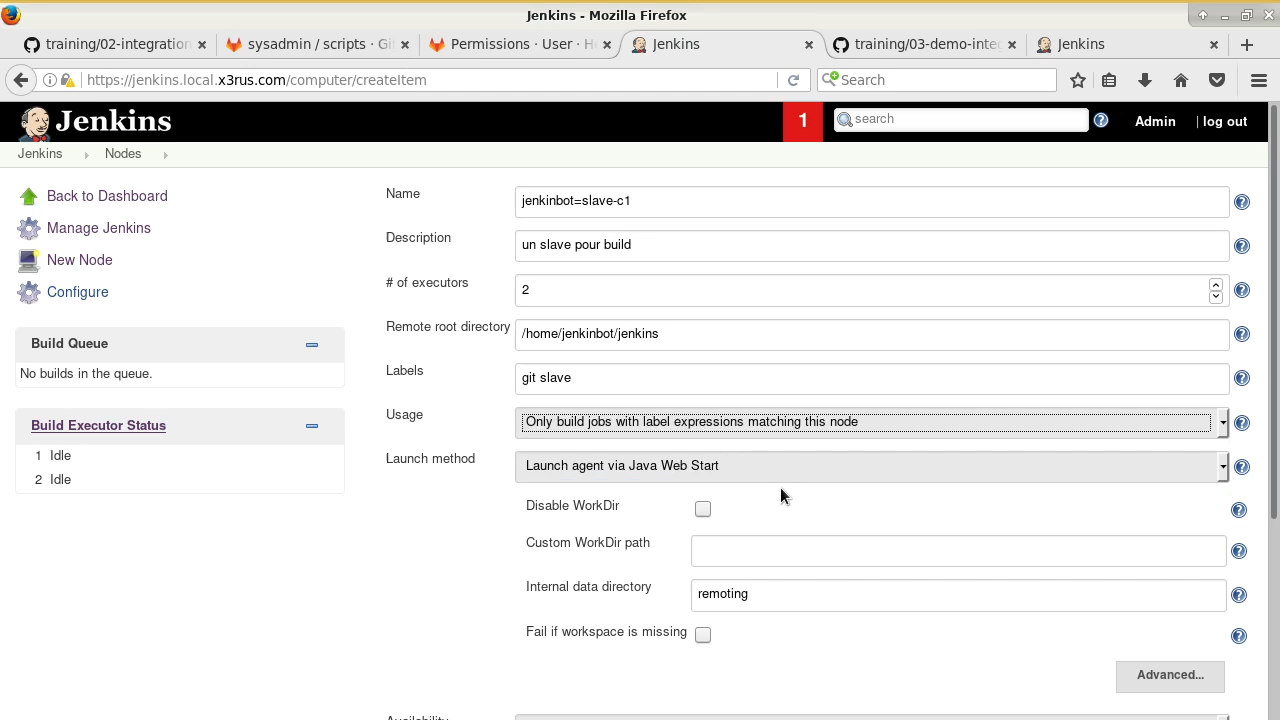 Jenkins - Mozilla Firefox
training/02-integration
sysadmin / scripts · Gi
Permissions · User · H
Jenkins
training/03-demo-inte
Jenkins
https://jenkins.local.x3rus.com/computer/createItem
Search
Jenkins
1
search
Admin
| log out
Jenkins
Nodes
Back to Dashboard
Manage Jenkins
New Node
Configure
Build Queue
No builds in the queue.
Build Executor Status
1 Idle
2 Idle
Name
jenkinbot=slave-c1
Description
un slave pour build
# of executors
2
Remote root directory
/home/jenkinbot/jenkins
Labels
git slave
Usage
Only build jobs with label expressions matching this node
Launch method
Launch agent via Java Web Start
Disable WorkDir
Custom WorkDir path
Internal data directory
remoting
Fail if workspace is missing
Advanced...
Availability